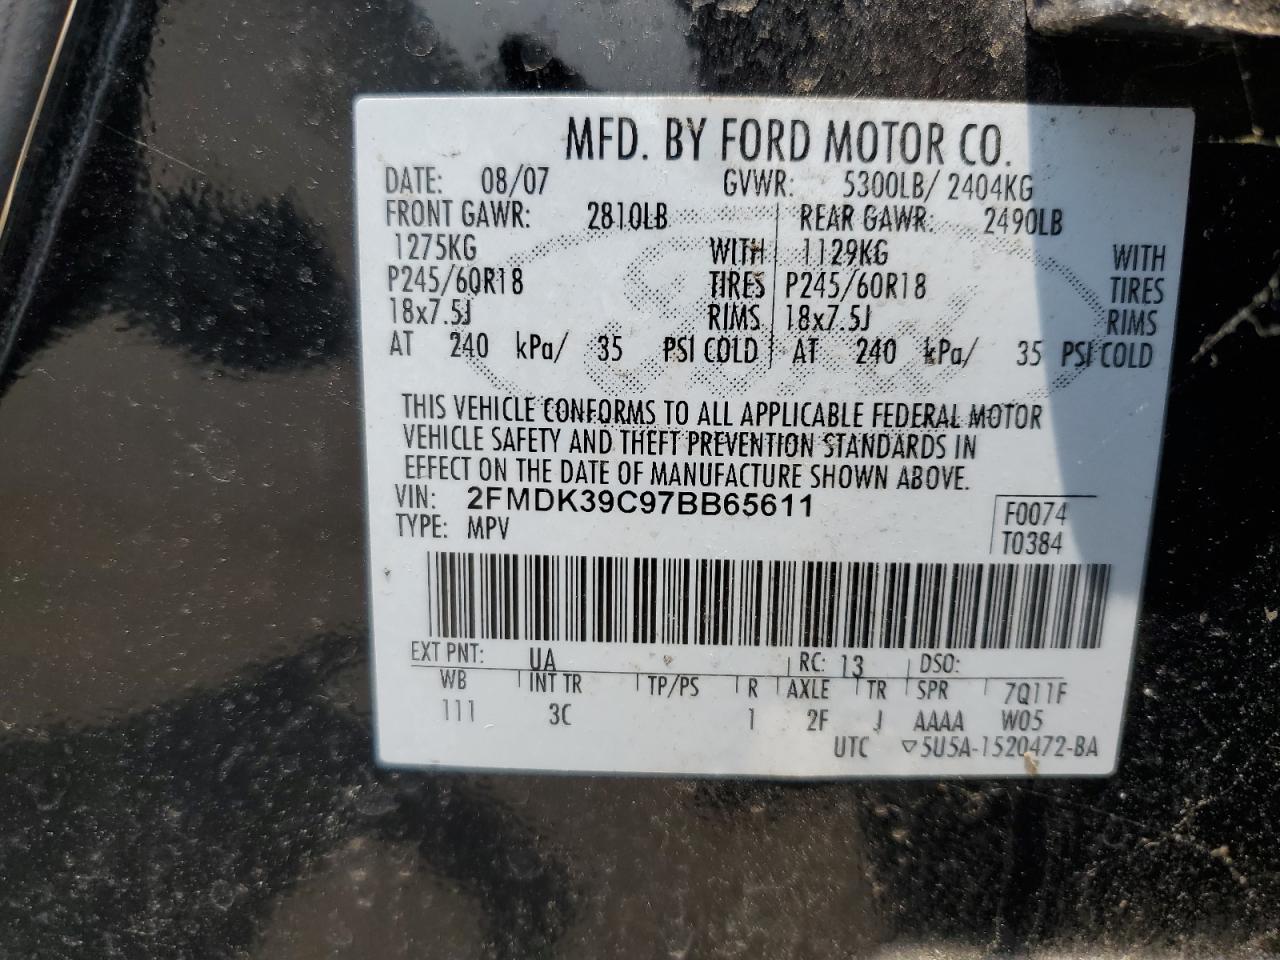 MFD. BY FORD MOTOR CO.
DATE: 08/07 GVWR: 5300LB/ 2404KG
FRONT GAWR: 2810LB REAR GAWR: 2490LB
1275KG WITH 1129KG WITH
P245/60R18 TIRES P245/60R18 TIRES
18x7.5J RIMS 18x7.5J RIMS
AT 240 kPa/ 35 PSI COLD AT 240 kPa/ 35 PSI COLD
THIS VEHICLE CONFORMS TO ALL APPLICABLE FEDERAL MOTOR
VEHICLE SAFETY AND THEFT PREVENTION STANDARDS IN
EFFECT ON THE DATE OF MANUFACTURE SHOWN ABOVE.
VIN: 2FMDK39C97BB65611 F0074
TYPE: MPV T0384
EXT PNT: UA RC: 13 DSO:
WB INT TR TP/PS R AXLE TR SPR 7Q11F
111 3C 1 2F J AAAA W05
UTC ▽5U5A-1520472-BA